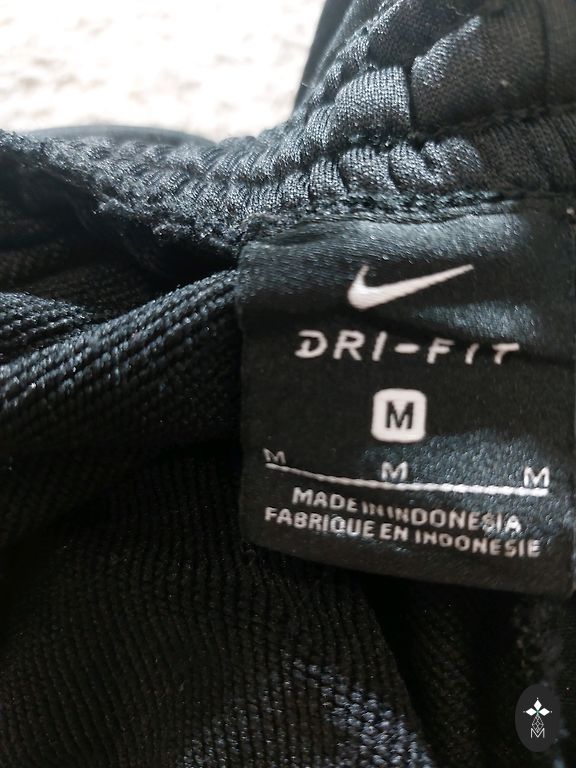 DRI-FIT
M
M M M
MADE IN INDONESIA
FABRIQUE EN INDONESIE
M